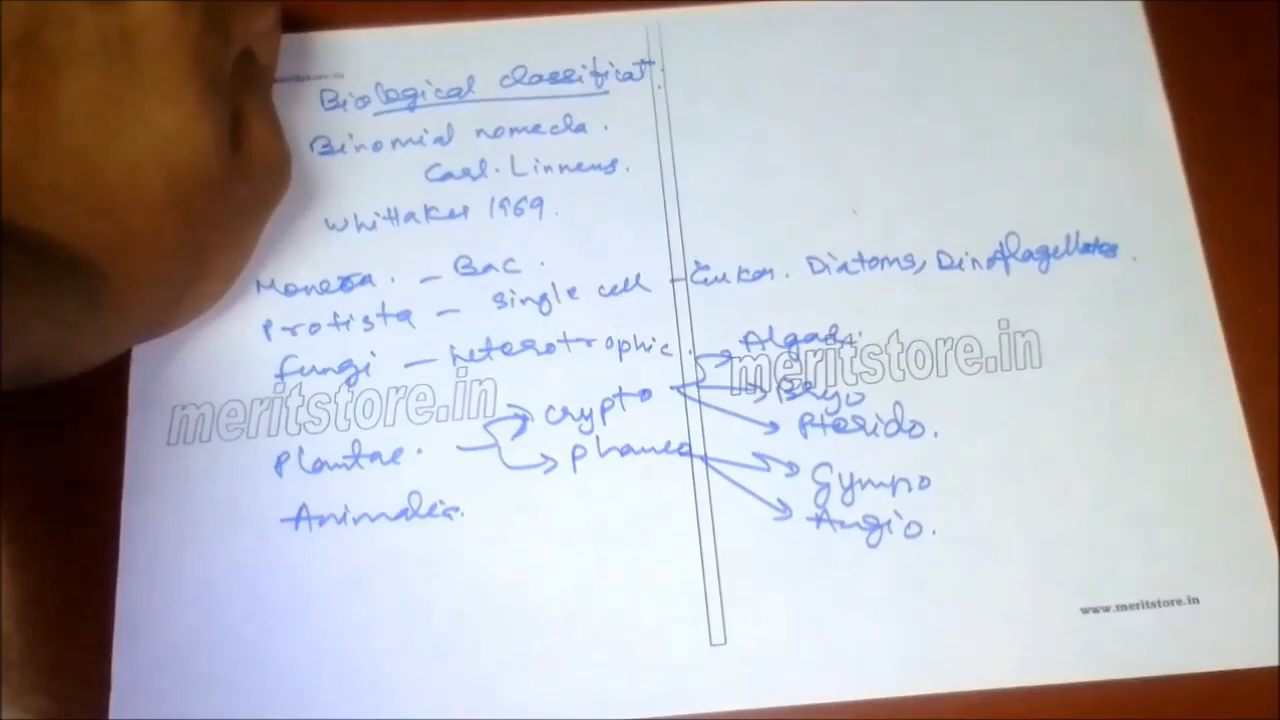 Biological classificat.
Binomial nomecla.
Carl. Linneus.
Whittaker 1969.
Monera. - Bac.
Protista - single cell - Eukar. Diatoms, Dinoflagellates.
Fungi - heterotrophic.
Algae.
meritstore.in
meritstore.in
crypto
Bryo
Pterido.
Plantae.
phanero
Gympo
Angio.
Animalia.
www.meritstore.in